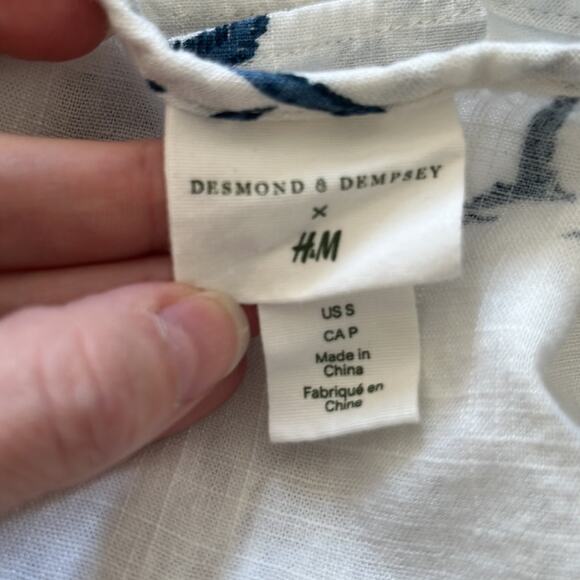 DESMOND & DEMPSEY
×
H&M
US S
CA P
Made in
China
Fabriqué en
Chine